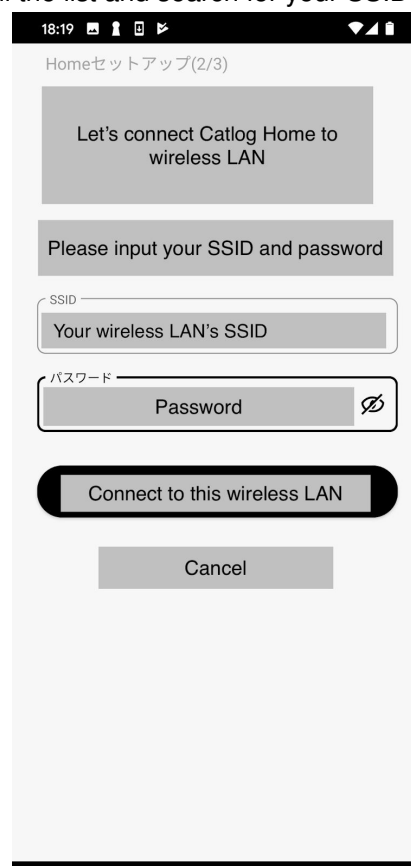 the list and search for your SSID
18:19
Homeセットアップ(2/3)
Let's connect Catlog Home to
wireless LAN
Please input your SSID and password
SSID
Your wireless LAN's SSID
パスワード
Password
Connect to this wireless LAN
Cancel